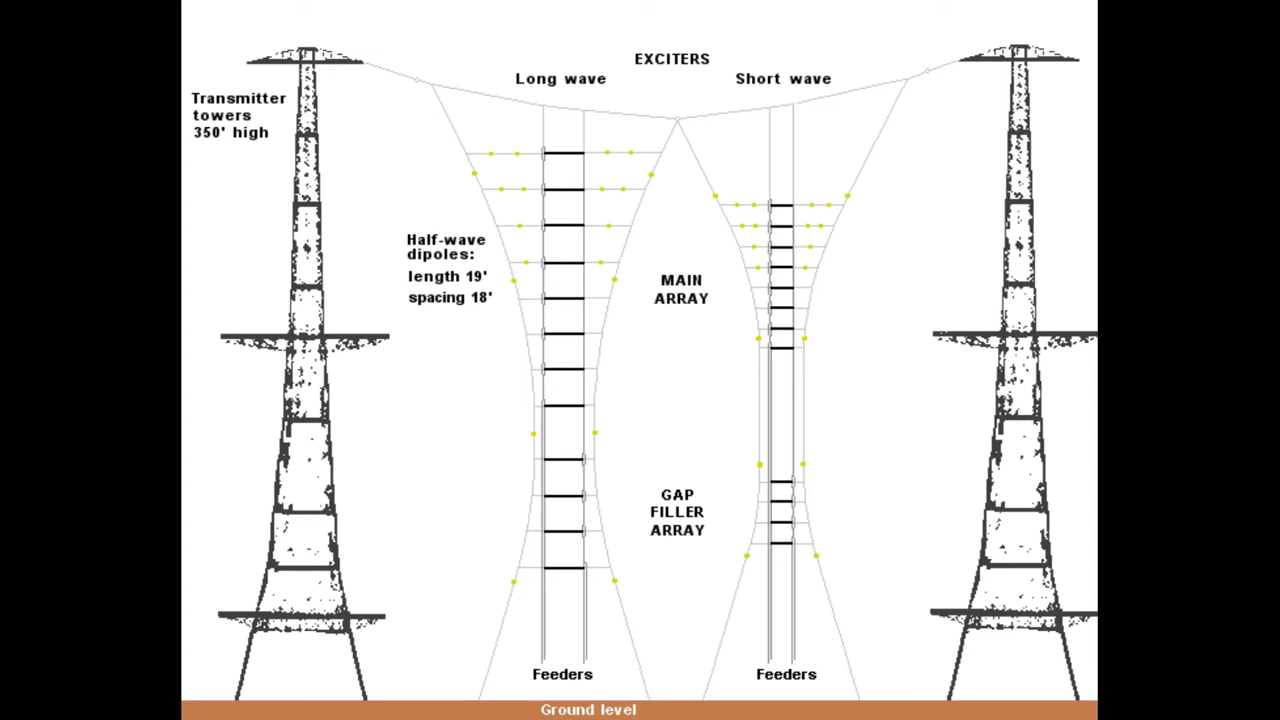 EXCITERS
Long wave
Short wave
Transmitter
towers
350' high
Half-wave
dipoles:
length 19'
spacing 18'
MAIN
ARRAY
GAP
FILLER
ARRAY
Feeders
Feeders
Ground level